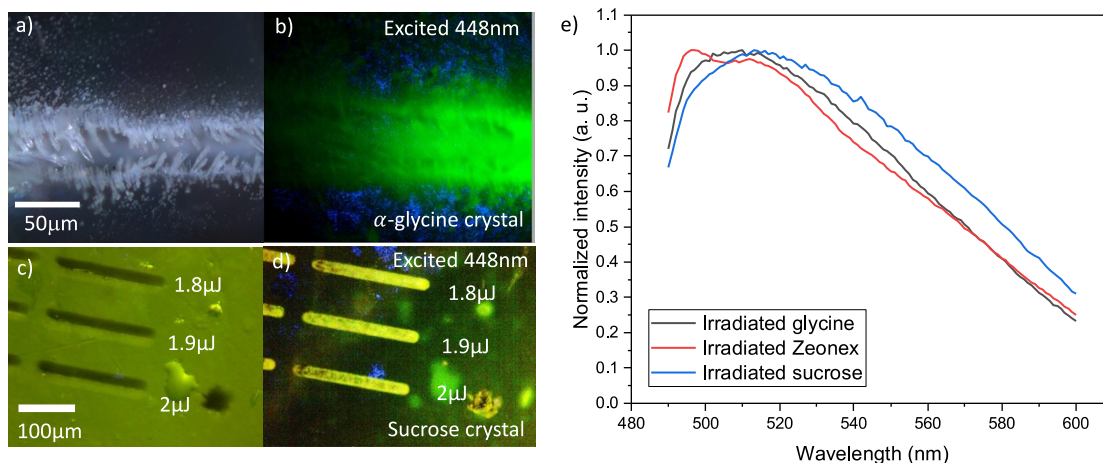 a)
50μm
b)
Excited 448nm
α-glycine crystal
c)
1.8μJ
1.9μJ
2μJ
100μm
d)
Excited 448nm
1.8μJ
1.9μJ
2μJ
Sucrose crystal
e)
Normalized intensity (a. u.)
1.0
0.9
0.8
0.7
0.6
0.5
0.4
0.3
0.2
0.1
0.0
Irradiated glycine
Irradiated Zeonex
Irradiated sucrose
480 500 520 540 560 580 600
Wavelength (nm)